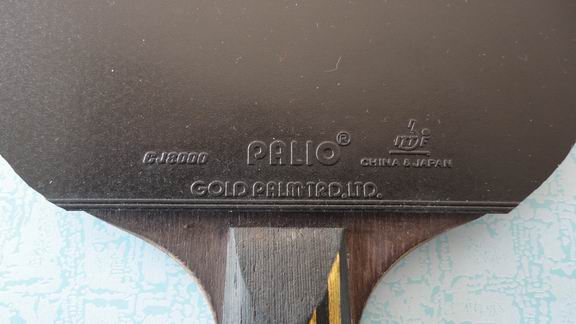 CJ8000 PALIO® ITTF
CHINA & JAPAN
GOLD PALM TRD.LTD.